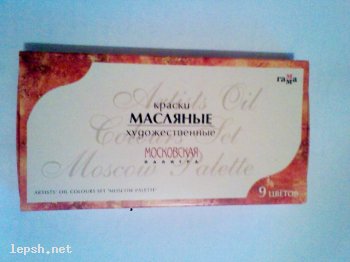 гамма
Artists Oil
краски
МАСЛЯНЫЕ
Colours Set
художественные
МОСКОВСКАЯ
ПАЛИТРА
Moscow Palette
ARTISTS' OIL COLOURS SET "MOSCOW PALETTE"
9 ЦВЕТОВ
lepsh.net